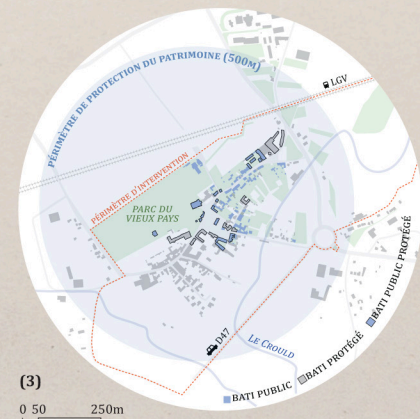 PÉRIMÈTRE DE PROTECTION DU PATRIMOINE (500M)
LGV
PÉRIMÈTRE D'INTERVENTION
PARC DU
VIEUX PAYS
D47
LE CROULD
BATI PUBLIC
BATI PROTÉGÉ
BATI PUBLIC PROTÉGÉ
(3)
0 50 250m